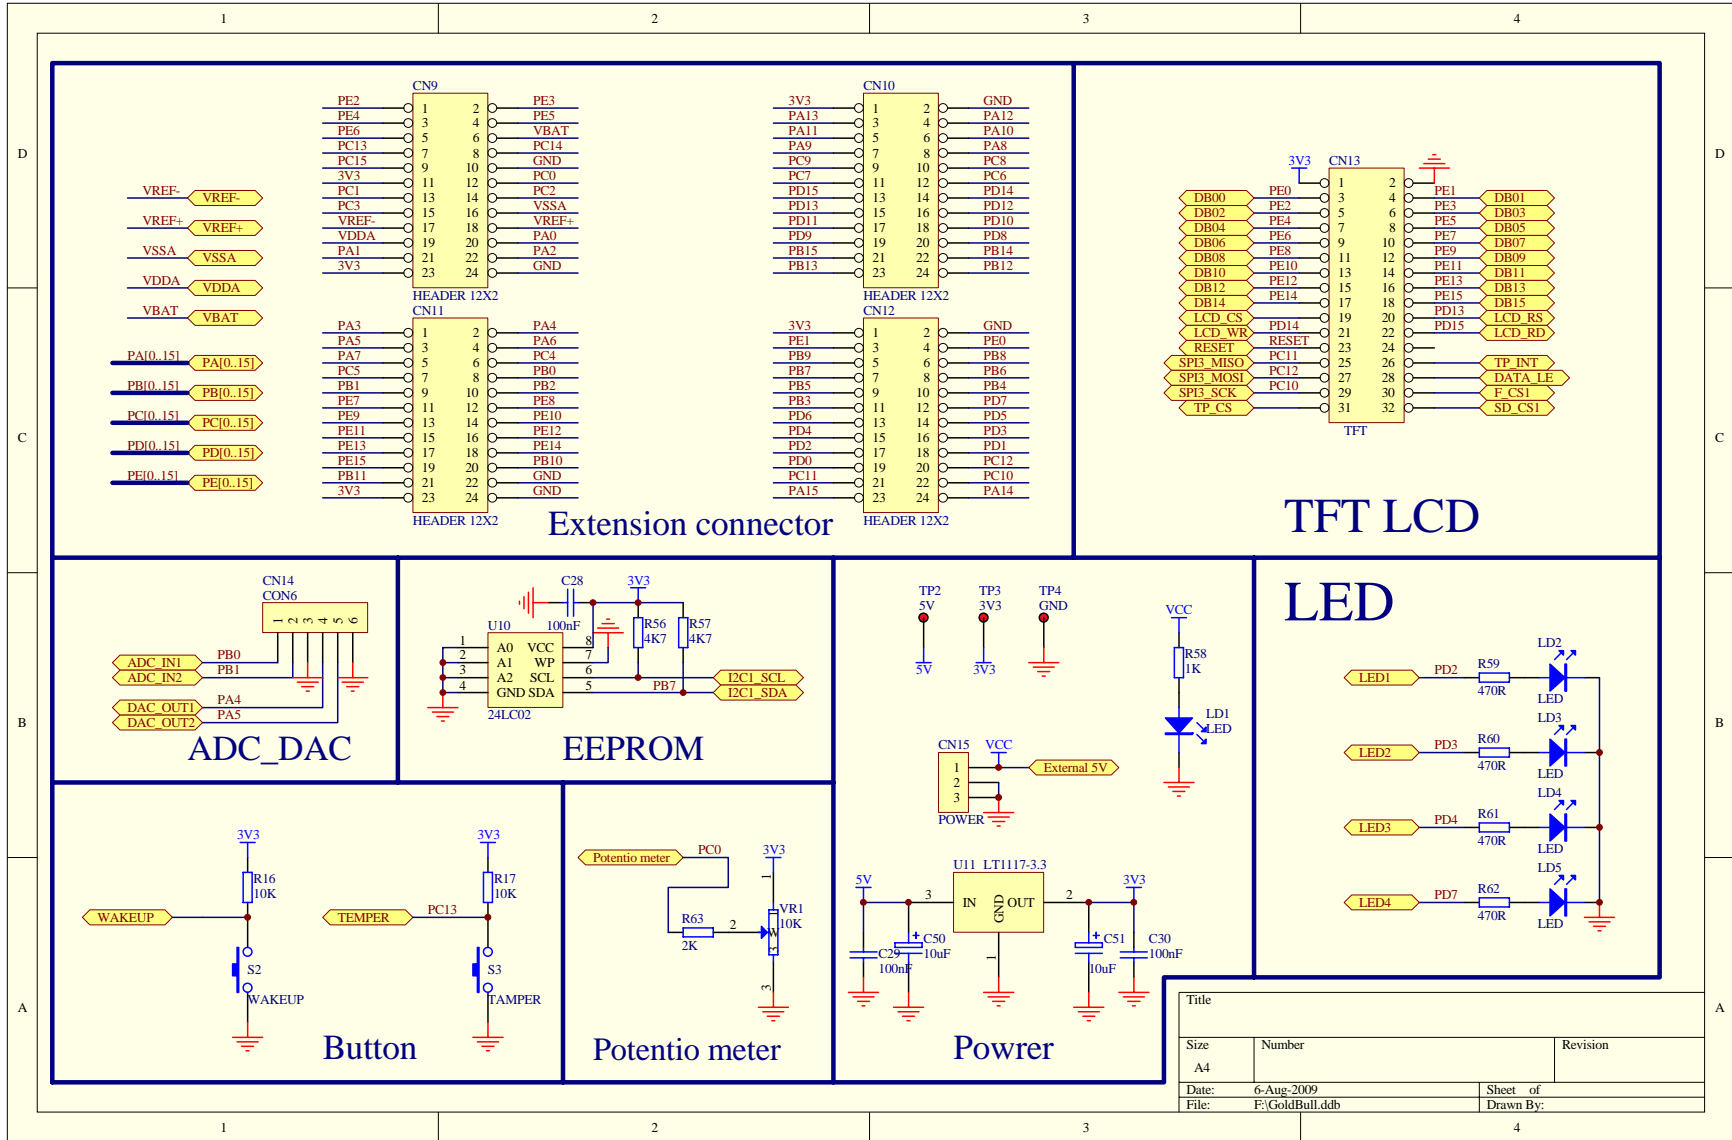 1 2 3 4
D D
C C
B B
A A
CN9
PE2 1 2 PE3
PE4 3 4 PE5
PE6 5 6 VBAT
PC13 7 8 PC14
PC15 9 10 GND
3V3 11 12 PC0
PC1 13 14 PC2
PC3 15 16 VSSA
VREF- 17 18 VREF+
VDDA 19 20 PA0
PA1 21 22 PA2
3V3 23 24 GND
HEADER 12X2
CN10
3V3 1 2 GND
PA13 3 4 PA12
PA11 5 6 PA10
PA9 7 8 PA8
PC9 9 10 PC8
PC7 11 12 PC6
PD15 13 14 PD14
PD13 15 16 PD12
PD11 17 18 PD10
PD9 19 20 PD8
PB15 21 22 PB14
PB13 23 24 PB12
HEADER 12X2
VREF- VREF-
VREF+ VREF+
VSSA VSSA
VDDA VDDA
VBAT VBAT
PA[0..15] PA[0..15]
PB[0..15] PB[0..15]
PC[0..15] PC[0..15]
PD[0..15] PD[0..15]
PE[0..15] PE[0..15]
CN11
PA3 1 2 PA4
PA5 3 4 PA6
PA7 5 6 PC4
PC5 7 8 PB0
PB1 9 10 PB2
PE7 11 12 PE8
PE9 13 14 PE10
PE11 15 16 PE12
PE13 17 18 PE14
PE15 19 20 PB10
PB11 21 22 GND
3V3 23 24 GND
HEADER 12X2
CN12
3V3 1 2 GND
PE1 3 4 PE0
PB9 5 6 PB8
PB7 7 8 PB6
PB5 9 10 PB4
PB3 11 12 PD7
PD6 13 14 PD5
PD4 15 16 PD3
PD2 17 18 PD1
PD0 19 20 PC12
PC11 21 22 PC10
PA15 23 24 PA14
HEADER 12X2
Extension connector
3V3 CN13
1 2
DB00 PE0 3 4 PE1 DB01
DB02 PE2 5 6 PE3 DB03
DB04 PE4 7 8 PE5 DB05
DB06 PE6 9 10 PE7 DB07
DB08 PE8 11 12 PE9 DB09
DB10 PE10 13 14 PE11 DB11
DB12 PE12 15 16 PE13 DB13
DB14 PE14 17 18 PE15 DB15
LCD_CS 19 20 PD13 LCD_RS
LCD_WR PD14 21 22 PD15 LCD_RD
RESET RESET 23 24
SPI3_MISO PC11 25 26 TP_INT
SPI3_MOSI PC12 27 28 DATA_LE
SPI3_SCK PC10 29 30 F_CS1
TP_CS 31 32 SD_CS1
TFT
TFT LCD
CN14
CON6
1 2 3 4 5 6
ADC_IN1 PB0
ADC_IN2 PB1
DAC_OUT1 PA4
DAC_OUT2 PA5
ADC_DAC
C28 3V3
100nF
U10
R56 4K7
R57 4K7
1 A0 VCC 8
2 A1 WP 7
3 A2 SCL 6 I2C1_SCL
4 GND SDA 5 PB7 I2C1_SDA
24LC02
EEPROM
TP2 TP3 TP4
5V 3V3 GND
5V 3V3
VCC
R58
1K
LD1
LED
CN15 VCC
1 External 5V
2
3
POWER
LED
LD2
LED1 PD2 R59
470R LED
LD3
LED2 PD3 R60
470R LED
LD4
LED3 PD4 R61
470R LED
LD5
LED4 PD7 R62
470R LED
3V3 3V3
R16 R17
10K 10K
WAKEUP TEMPER PC13
S2 S3
WAKEUP TAMPER
Button
Potentio meter PC0 3V3
1
R63 2 VR1
2K W 10K
3
3
Potentio meter
U11 LT1117-3.3
5V 3 IN GND OUT 2 3V3
1
C29 + C50 + C51 C30
100nF 10uF 10uF 100nF
Powrer
Title
Size Number Revision
A4
Date: 6-Aug-2009 Sheet of
File: F:\GoldBull.ddb Drawn By:
1 2 3 4